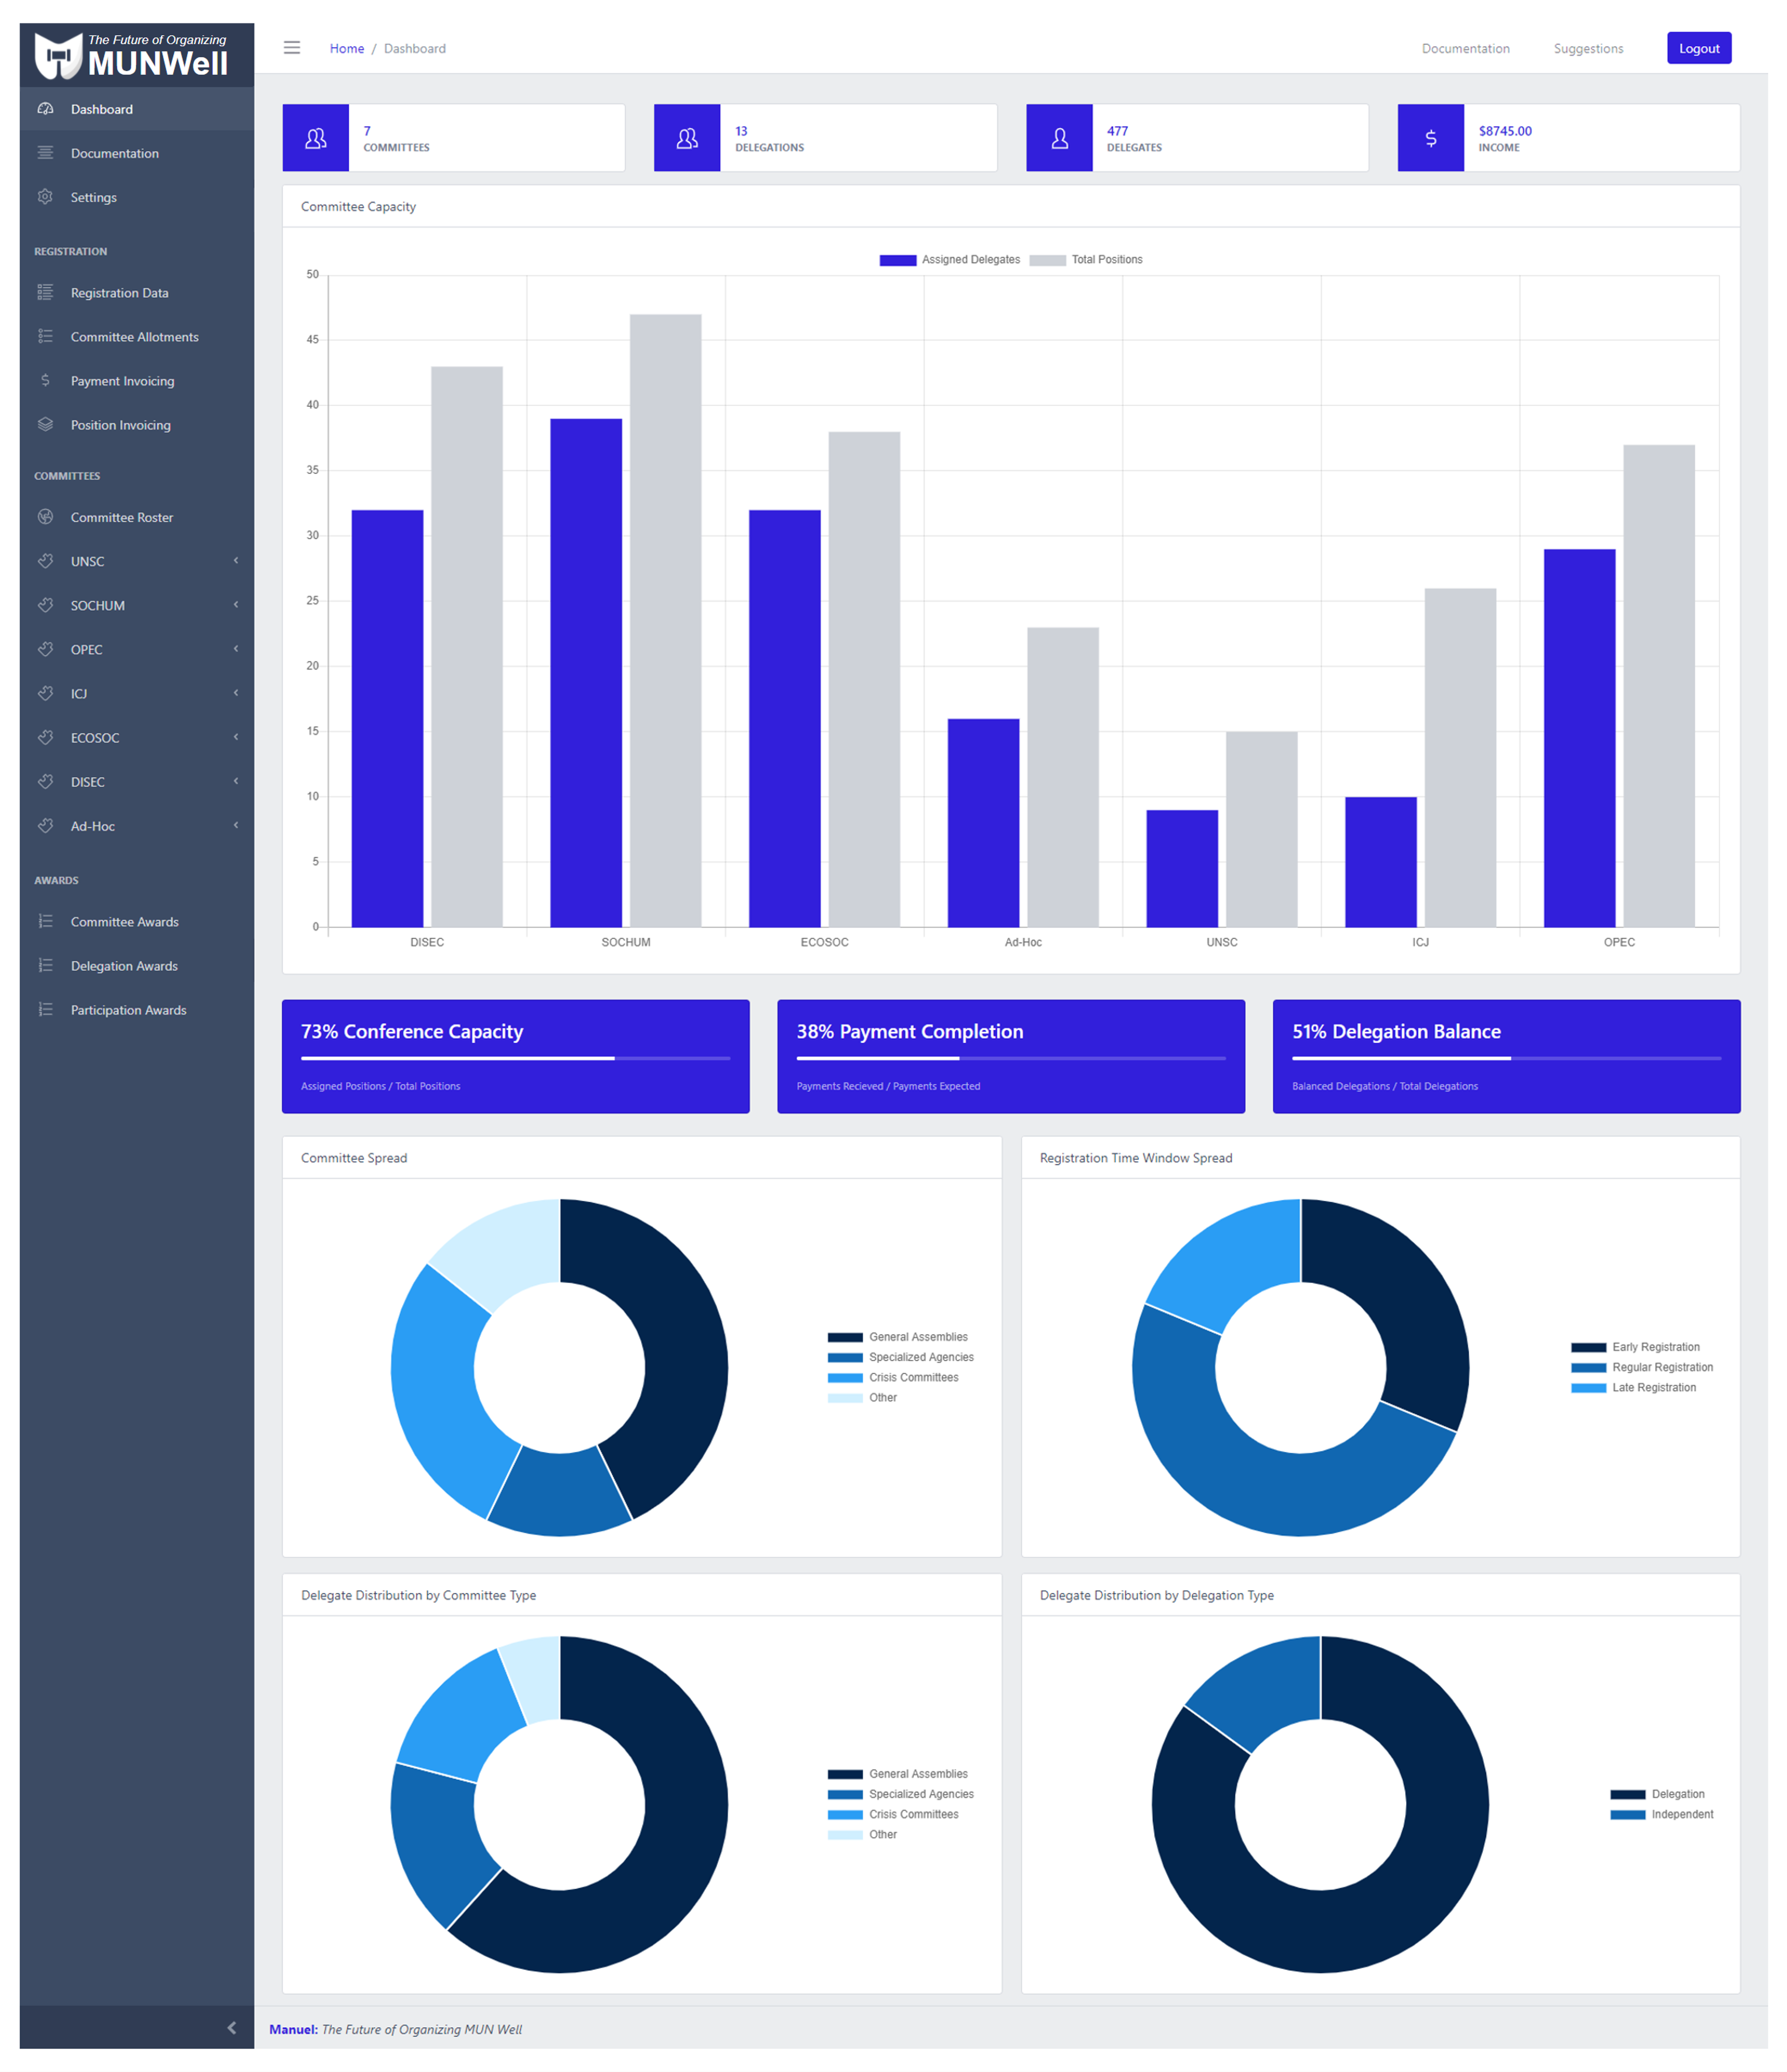 The Future of Organizing
MUNWell
Home / Dashboard
Documentation
Suggestions
Logout
Dashboard
Documentation
Settings
REGISTRATION
Registration Data
Committee Allotments
Payment Invoicing
Position Invoicing
COMMITTEES
Committee Roster
UNSC
SOCHUM
OPEC
ICJ
ECOSOC
DISEC
Ad-Hoc
AWARDS
Committee Awards
Delegation Awards
Participation Awards
7
COMMITTEES
13
DELEGATIONS
477
DELEGATES
$8745.00
INCOME
Committee Capacity
Assigned Delegates
Total Positions
50
45
40
35
30
25
20
15
10
5
0
DISEC
SOCHUM
ECOSOC
Ad-Hoc
UNSC
ICJ
OPEC
73% Conference Capacity
Assigned Positions / Total Positions
38% Payment Completion
Payments Recieved / Payments Expected
51% Delegation Balance
Balanced Delegations / Total Delegations
Committee Spread
General Assemblies
Specialized Agencies
Crisis Committees
Other
Registration Time Window Spread
Early Registration
Regular Registration
Late Registration
Delegate Distribution by Committee Type
General Assemblies
Specialized Agencies
Crisis Committees
Other
Delegate Distribution by Delegation Type
Delegation
Independent
Manuel: The Future of Organizing MUN Well